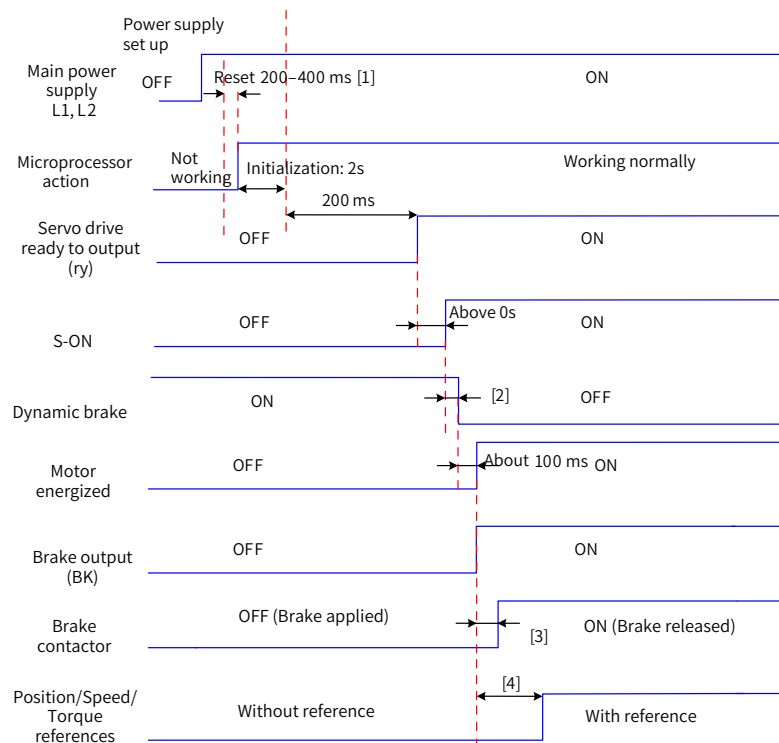 Power supply
set up
Main power
supply
L1, L2
OFF
Reset 200–400 ms [1]
ON
Microprocessor
action
Not
working
Initialization: 2s
Working normally
200 ms
Servo drive
ready to output
(ry)
OFF
ON
S-ON
OFF
Above 0s
ON
Dynamic brake
ON
[2]
OFF
Motor
energized
OFF
About 100 ms
ON
Brake output
(BK)
OFF
ON
Brake
contactor
OFF (Brake applied)
[3]
ON (Brake released)
Position/Speed/
Torque
references
Without reference
[4]
With reference